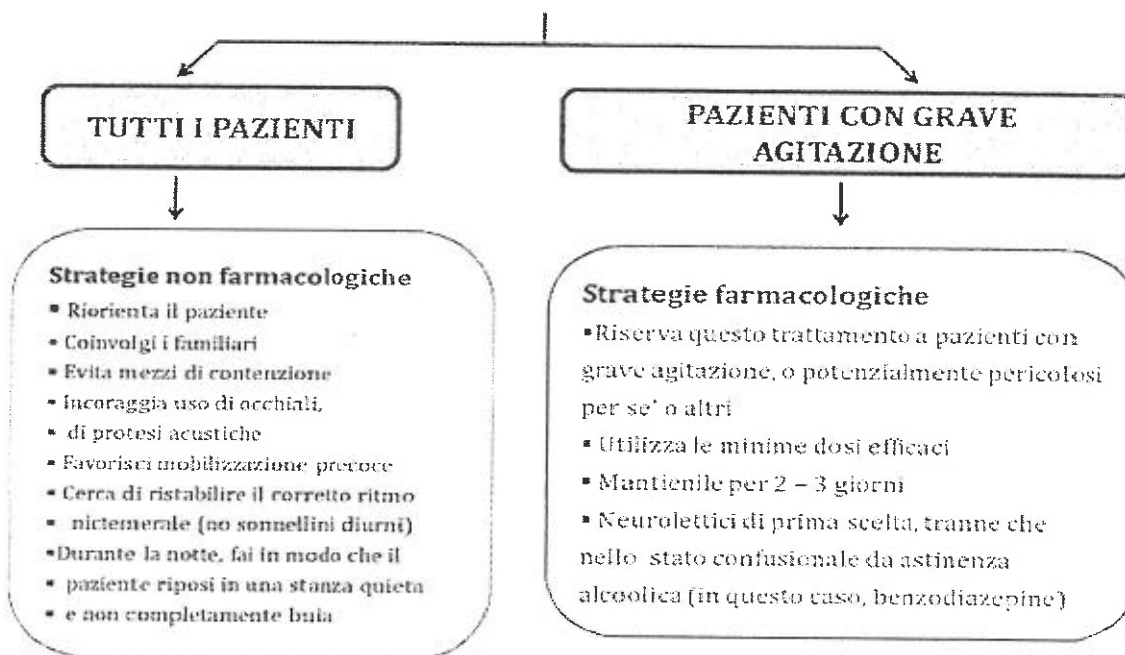 TUTTI I PAZIENTI
Strategie non farmacologiche
▪ Riorienta il paziente
▪ Coinvolgi i familiari
▪ Evita mezzi di contenzione
▪ Incoraggia uso di occhiali,
▪ di protesi acustiche
▪ Favorisci mobilizzazione precoce
▪ Cerca di ristabilire il corretto ritmo
▪ nictemerale (no sonnellini diurni)
▪Durante la notte, fai in modo che il
▪ paziente riposi in una stanza quieta
▪ e non completamente buia
PAZIENTI CON GRAVE
AGITAZIONE
Strategie farmacologiche
▪Riserva questo trattamento a pazienti con
grave agitazione, o potenzialmente pericolosi
per se' o altri
▪ Utilizza le minime dosi efficaci
▪ Mantienile per 2 – 3 giorni
▪ Neurolettici di prima scelta, tranne che
nello stato confusionale da astinenza
alcoolica (in questo caso, benzodiazepine)